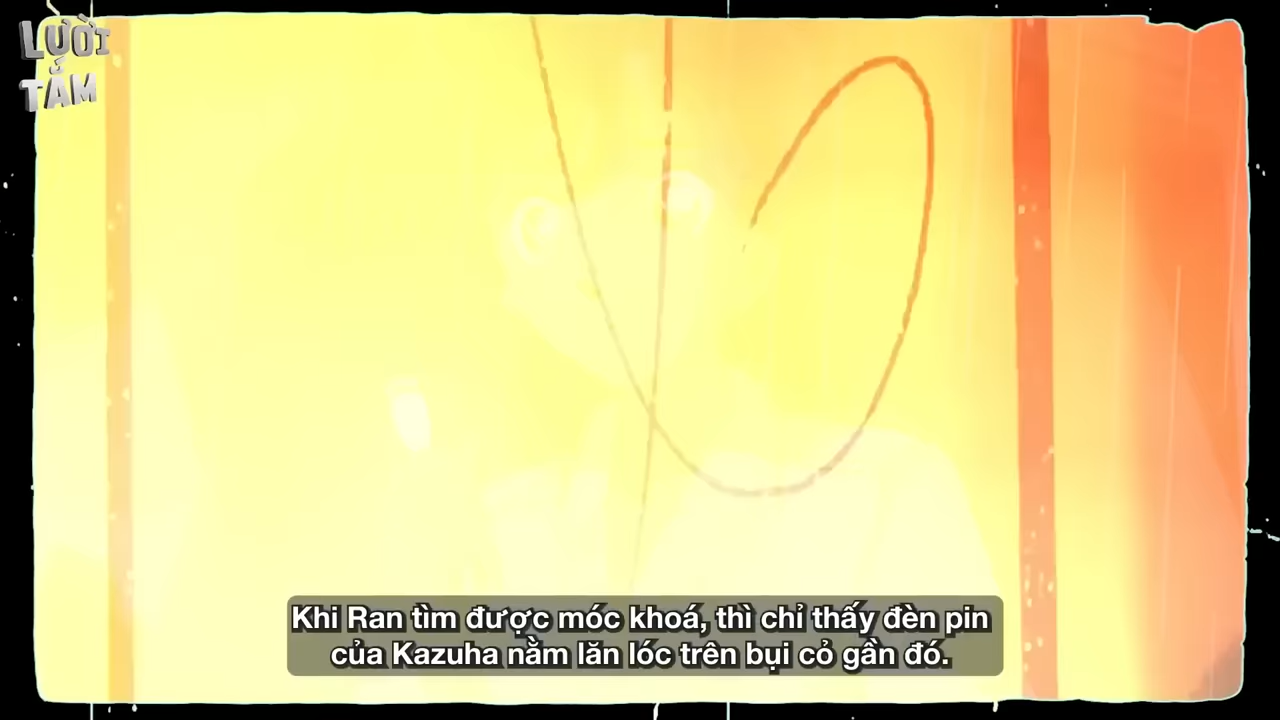 LƯỜI
TẮM
Khi Ran tìm được móc khoá, thì chỉ thấy đèn pin
của Kazuha nằm lăn lóc trên bụi cỏ gần đó.